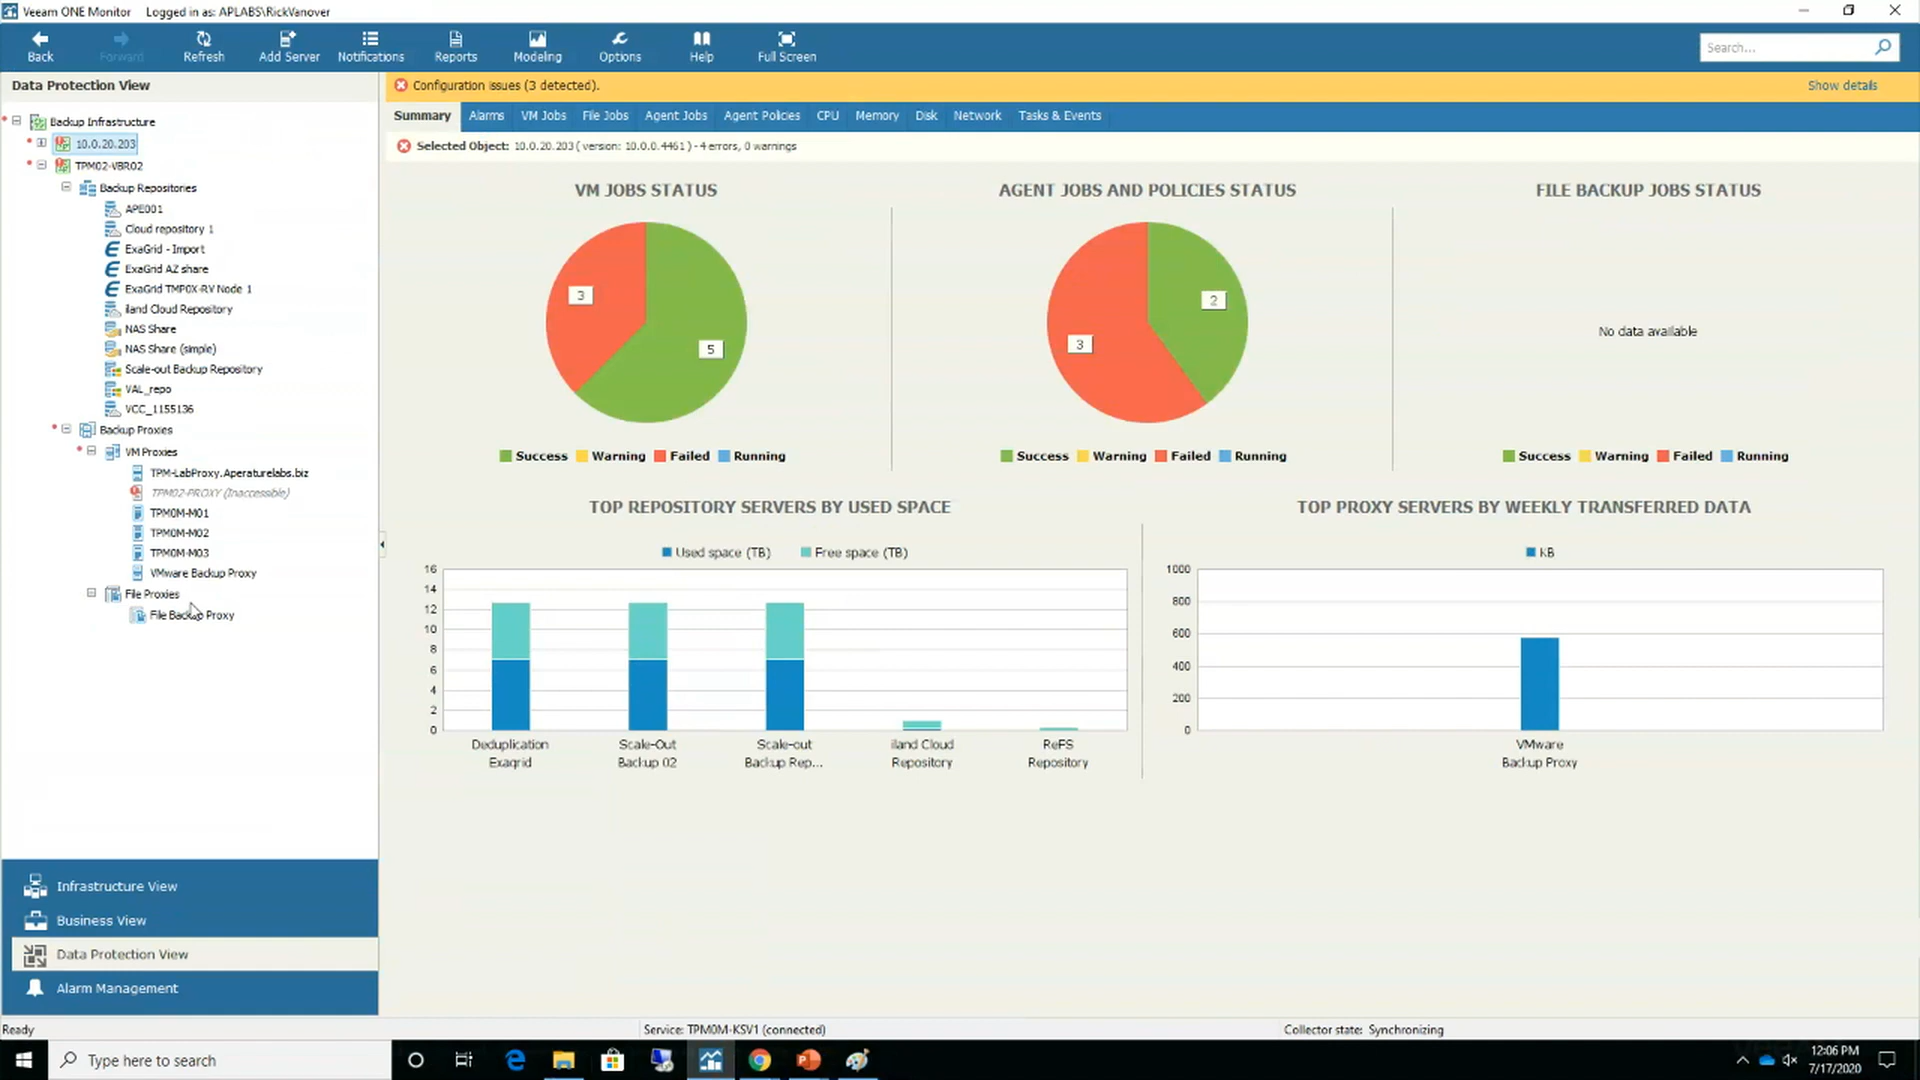 Veeam ONE Monitor Logged in as: APLABS\RickVanover
Back
Forward
Refresh
Add Server
Notifications
Reports
Modeling
Options
Help
Full Screen
Search...
Data Protection View
Configuration issues (3 detected).
Show details
Summary Alarms VM Jobs File Jobs Agent Jobs Agent Policies CPU Memory Disk Network Tasks & Events
Selected Object: 10.0.20.203 ( version: 10.0.0.4461 ) - 4 errors, 0 warnings
Backup Infrastructure
10.0.20.203
TPM02-VBR02
Backup Repositories
APE001
Cloud repository 1
ExaGrid - Import
ExaGrid AZ share
ExaGrid TMP0X-RV Node 1
iland Cloud Repository
NAS Share
NAS Share (simple)
Scale-out Backup Repository
VAL_repo
VCC_1155136
Backup Proxies
VM Proxies
TPM-LabProxy.Aperaturelabs.biz
TPM02-PROXY (Inaccessible)
TPM0M-M01
TPM0M-M02
TPM0M-M03
VMware Backup Proxy
File Proxies
File Backup Proxy
VM JOBS STATUS
3
5
Success Warning Failed Running
AGENT JOBS AND POLICIES STATUS
2
3
Success Warning Failed Running
FILE BACKUP JOBS STATUS
No data available
Success Warning Failed Running
TOP REPOSITORY SERVERS BY USED SPACE
Used space (TB) Free space (TB)
16
14
12
10
8
6
4
2
0
Deduplication
Exagrid
Scale-Out
Backup 02
Scale-out
Backup Rep...
iland Cloud
Repository
ReFS
Repository
TOP PROXY SERVERS BY WEEKLY TRANSFERRED DATA
KB
1000
800
600
400
200
0
VMware
Backup Proxy
Infrastructure View
Business View
Data Protection View
Alarm Management
Ready
Service: TPM0M-KSV1 (connected)
Collector state: Synchronizing
Type here to search
12:06 PM
7/17/2020